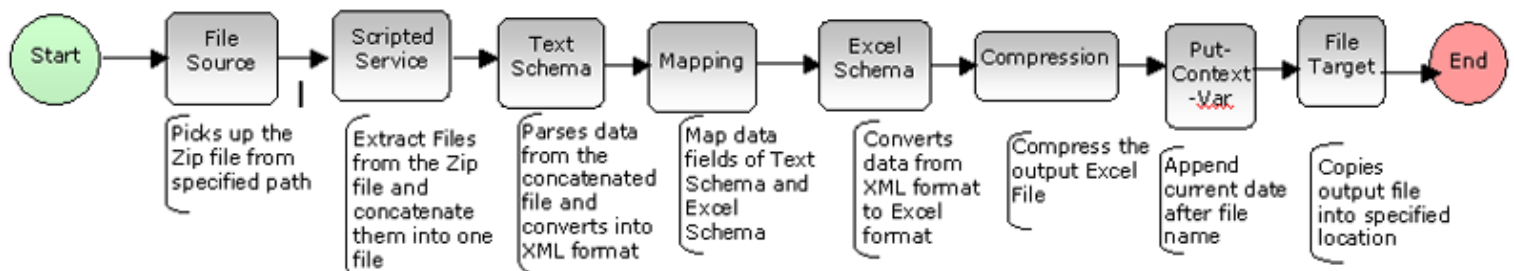 Start
File
Source
Scripted
Service
Text
Schema
Mapping
Excel
Schema
Compression
Put-
Context
-Var
File
Target
End
Picks up the
Zip file from
specified path
Extract Files
from the Zip
file and
concatenate
them into one
file
Parses data
from the
concatenated
file and
converts into
XML format
Map data
fields of Text
Schema and
Excel
Schema
Converts
data from
XML format
to Excel
format
Compress the
output Excel
File
Append
current date
after file
name
Copies
output file
into specified
location